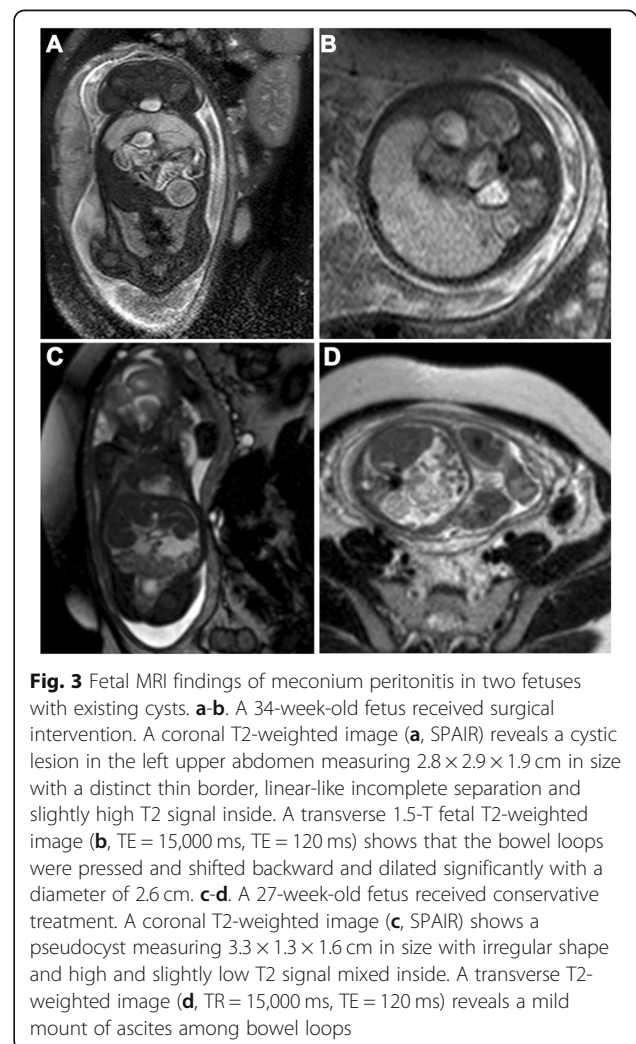 A
B
C
D
Fig. 3 Fetal MRI findings of meconium peritonitis in two fetuses
with existing cysts. a-b. A 34-week-old fetus received surgical
intervention. A coronal T2-weighted image (a, SPAIR) reveals a cystic
lesion in the left upper abdomen measuring 2.8 × 2.9 × 1.9 cm in size
with a distinct thin border, linear-like incomplete separation and
slightly high T2 signal inside. A transverse 1.5-T fetal T2-weighted
image (b, TE = 15,000 ms, TE = 120 ms) shows that the bowel loops
were pressed and shifted backward and dilated significantly with a
diameter of 2.6 cm. c-d. A 27-week-old fetus received conservative
treatment. A coronal T2-weighted image (c, SPAIR) shows a
pseudocyst measuring 3.3 × 1.3 × 1.6 cm in size with irregular shape
and high and slightly low T2 signal mixed inside. A transverse T2-
weighted image (d, TR = 15,000 ms, TE = 120 ms) reveals a mild
mount of ascites among bowel loops